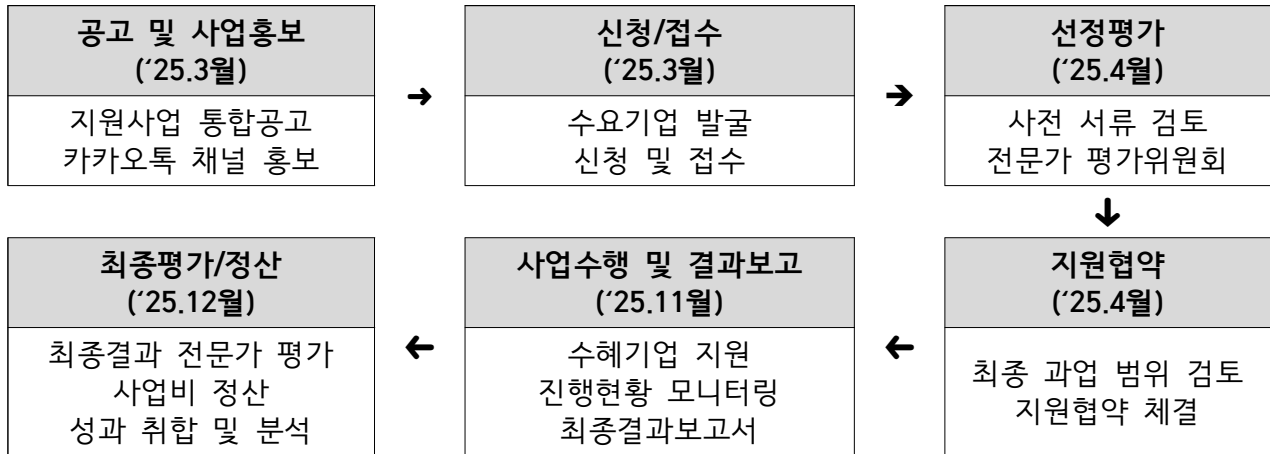 공고 및 사업홍보
(‘25.3월)
지원사업 통합공고
카카오톡 채널 홍보
➜
신청/접수
(‘25.3월)
수요기업 발굴
신청 및 접수
➔
선정평가
(‘25.4월)
사전 서류 검토
전문가 평가위원회
↓
지원협약
(‘25.4월)
최종 과업 범위 검토
지원협약 체결
←
사업수행 및 결과보고
(‘25.11월)
수혜기업 지원
진행현황 모니터링
최종결과보고서
←
최종평가/정산
(‘25.12월)
최종결과 전문가 평가
사업비 정산
성과 취합 및 분석